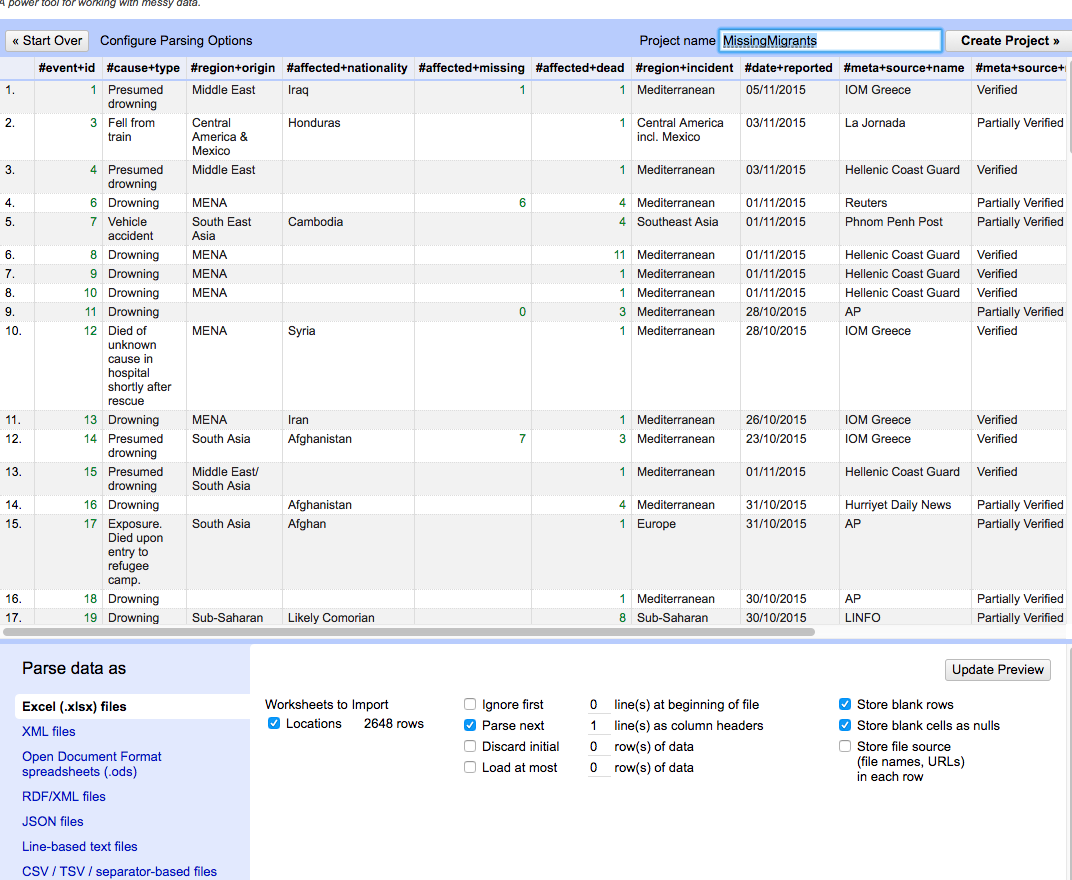 A power tool for working with messy data.
« Start Over Configure Parsing Options Project name MissingMigrants Create Project »
#event+id #cause+type #region+origin #affected+nationality #affected+missing #affected+dead #region+incident #date+reported #meta+source+name #meta+source+
1. 1 Presumed drowning Middle East Iraq 1 1 Mediterranean 05/11/2015 IOM Greece Verified
2. 3 Fell from train Central America & Mexico Honduras 1 Central America incl. Mexico 03/11/2015 La Jornada Partially Verified
3. 4 Presumed drowning Middle East 1 Mediterranean 03/11/2015 Hellenic Coast Guard Verified
4. 6 Drowning MENA 6 4 Mediterranean 01/11/2015 Reuters Partially Verified
5. 7 Vehicle accident South East Asia Cambodia 4 Southeast Asia 01/11/2015 Phnom Penh Post Partially Verified
6. 8 Drowning MENA 11 Mediterranean 01/11/2015 Hellenic Coast Guard Verified
7. 9 Drowning MENA 1 Mediterranean 01/11/2015 Hellenic Coast Guard Verified
8. 10 Drowning MENA 1 Mediterranean 01/11/2015 Hellenic Coast Guard Verified
9. 11 Drowning 0 3 Mediterranean 28/10/2015 AP Partially Verified
10. 12 Died of unknown cause in hospital shortly after rescue MENA Syria 1 Mediterranean 28/10/2015 IOM Greece Verified
11. 13 Drowning MENA Iran 1 Mediterranean 26/10/2015 IOM Greece Verified
12. 14 Presumed drowning South Asia Afghanistan 7 3 Mediterranean 23/10/2015 IOM Greece Verified
13. 15 Presumed drowning Middle East/ South Asia 1 Mediterranean 01/11/2015 Hellenic Coast Guard Verified
14. 16 Drowning Afghanistan 4 Mediterranean 31/10/2015 Hurriyet Daily News Partially Verified
15. 17 Exposure. Died upon entry to refugee camp. South Asia Afghan 1 Europe 31/10/2015 AP Partially Verified
16. 18 Drowning 1 Mediterranean 30/10/2015 AP Partially Verified
17. 19 Drowning Sub-Saharan Likely Comorian 8 Sub-Saharan 30/10/2015 LINFO Partially Verified
Parse data as
Update Preview
Excel (.xlsx) files
XML files
Open Document Format
spreadsheets (.ods)
RDF/XML files
JSON files
Line-based text files
CSV / TSV / separator-based files
Worksheets to Import
Locations 2648 rows
Ignore first 0 line(s) at beginning of file
Parse next 1 line(s) as column headers
Discard initial 0 row(s) of data
Load at most 0 row(s) of data
Store blank rows
Store blank cells as nulls
Store file source
(file names, URLs)
in each row